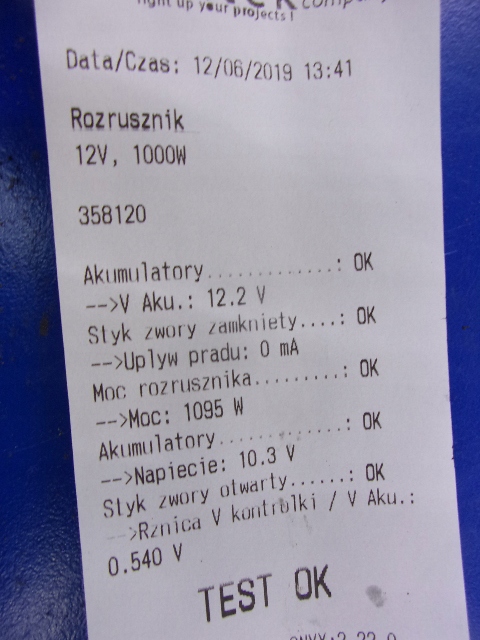 up your projects!
Data/Czas: 12/06/2019 13:41
Rozrusznik
12V, 1000W
358120
Akumulatory.............: OK
-->V Aku.: 12.2 V
Styk zwory zamkniety....: OK
-->Uplyw pradu: 0 mA
Moc rozrusznika.........: OK
-->Moc: 1095 W
Akumulatory.............: OK
-->Napiecie: 10.3 V
Styk zwory otwarty......: OK
-->Rznica V kontrolki / V Aku.:
0.540 V
TEST OK